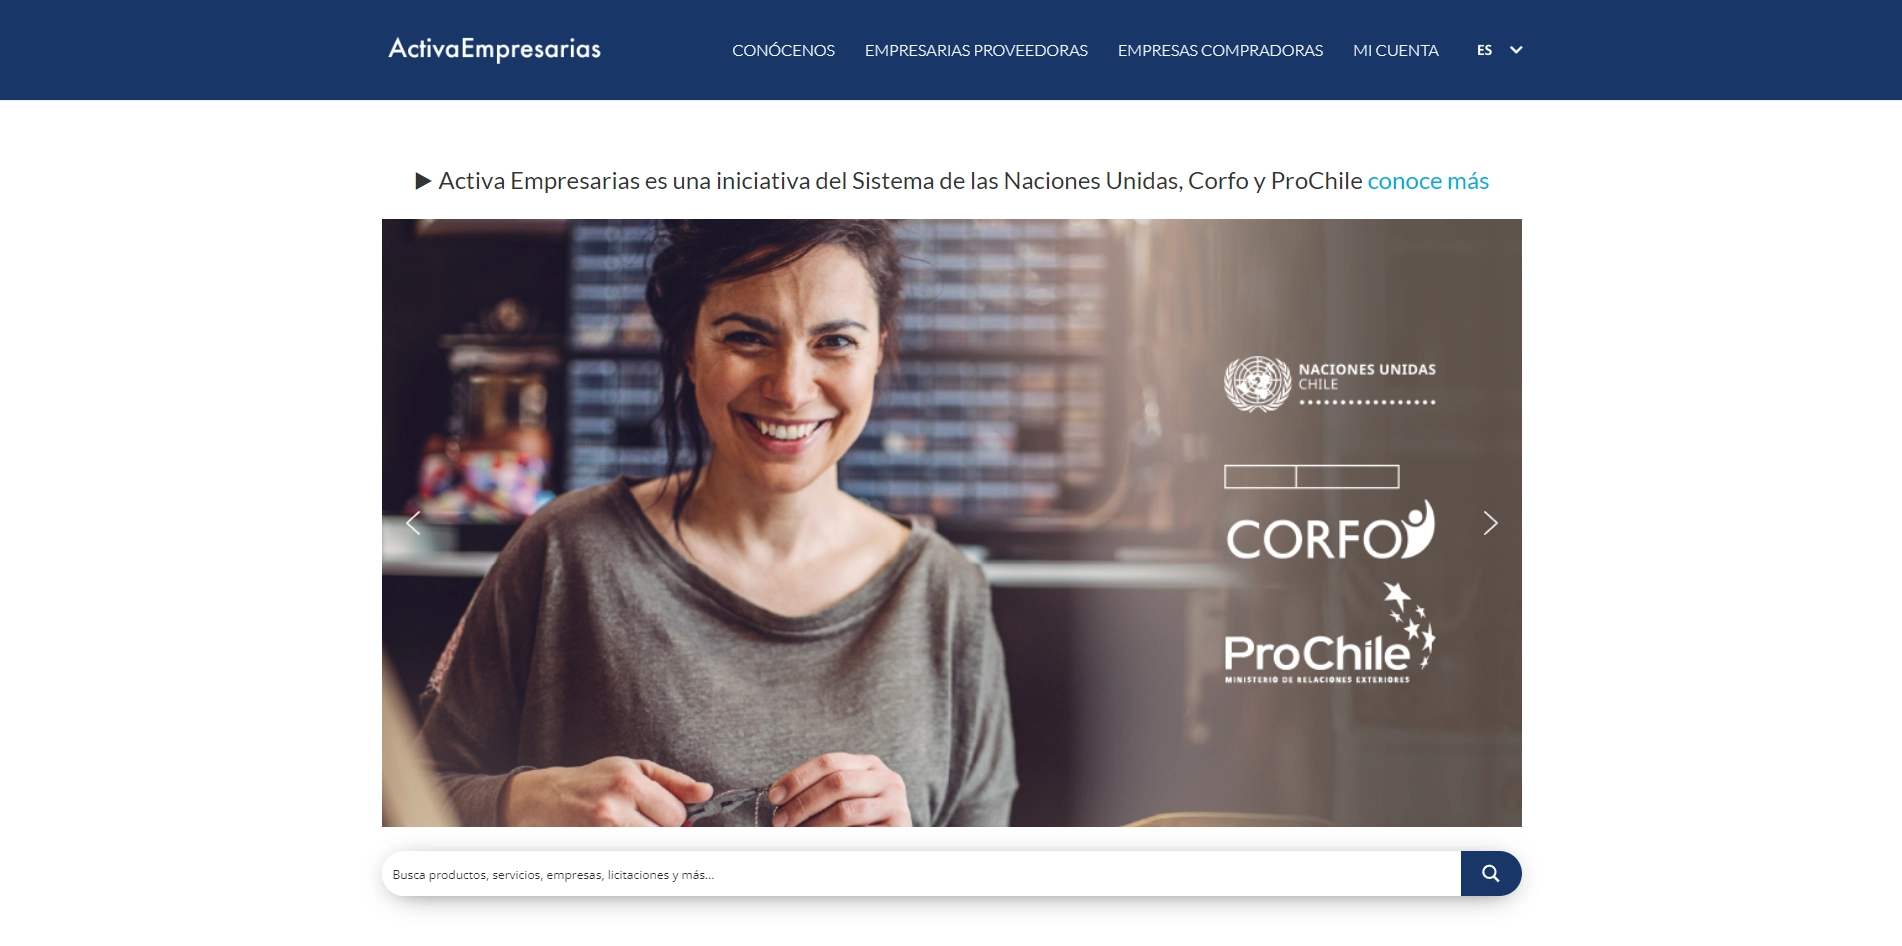 ActivaEmpresarias
CONÓCENOS EMPRESARIAS PROVEEDORAS EMPRESAS COMPRADORAS MI CUENTA ES
▶ Activa Empresarias es una iniciativa del Sistema de las Naciones Unidas, Corfo y ProChile conoce más
NACIONES UNIDAS
CHILE
CORFO
ProChile
MINISTERIO DE RELACIONES EXTERIORES
Busca productos, servicios, empresas, licitaciones y más...